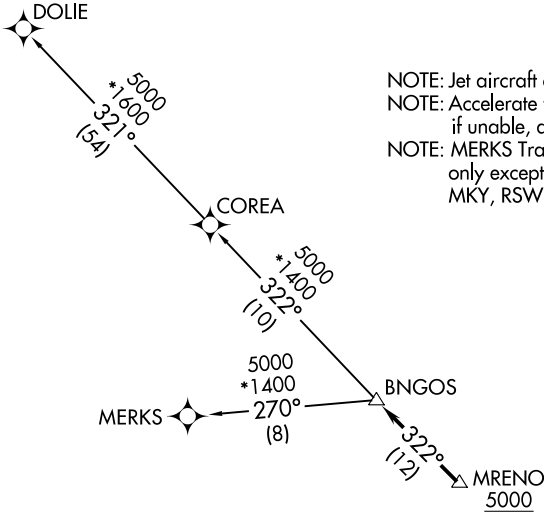 DOLIE
5000
*1600
321°
(54)
NOTE: Jet aircraft
NOTE: Accelerate
if unable,
NOTE: MERKS
only except
MKY, RSW
COREA
5000
*1400
322°
(10)
5000
*1400
270°
(8)
BNGOS
MERKS
322°
(12)
MRENO
5000